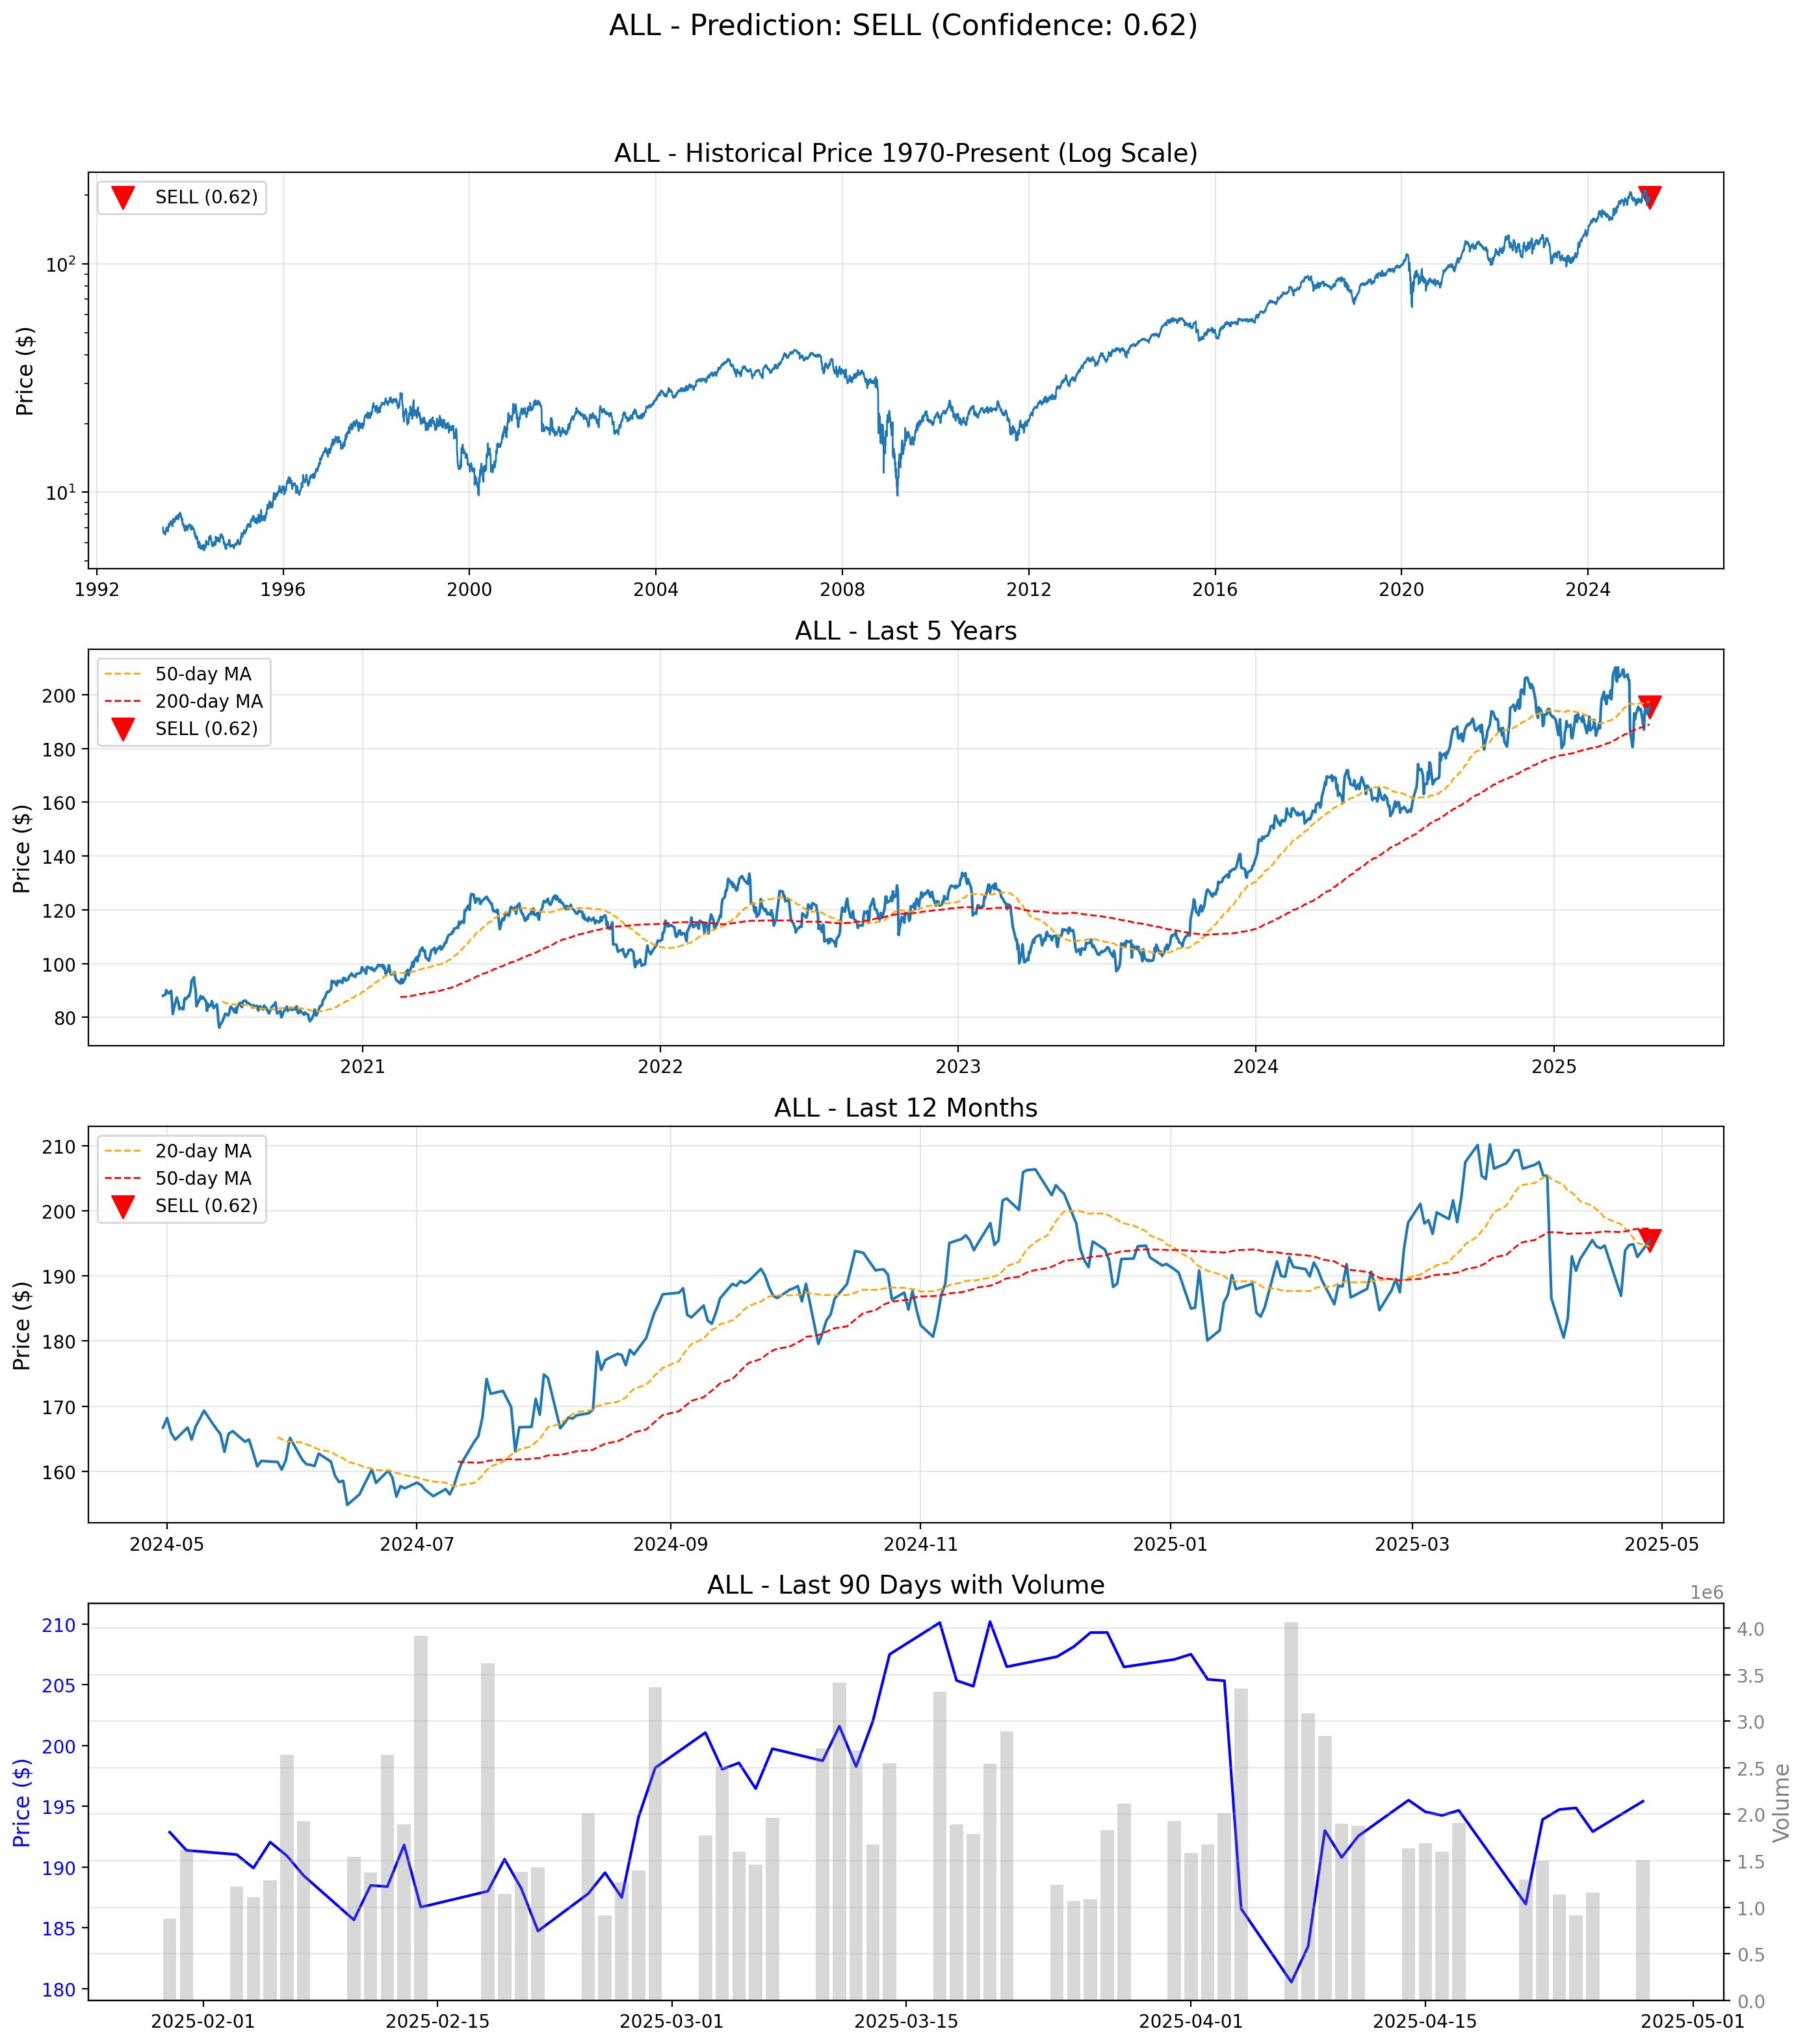 ALL - Prediction: SELL (Confidence: 0.62)
ALL - Historical Price 1970-Present (Log Scale)
SELL (0.62)
Price ($)
10²
10¹
1992 1996 2000 2004 2008 2012 2016 2020 2024
ALL - Last 5 Years
50-day MA
200-day MA
SELL (0.62)
Price ($)
200
180
160
140
120
100
80
2021 2022 2023 2024 2025
ALL - Last 12 Months
20-day MA
50-day MA
SELL (0.62)
Price ($)
210
200
190
180
170
160
2024-05 2024-07 2024-09 2024-11 2025-01 2025-03 2025-05
ALL - Last 90 Days with Volume
1e6
Price ($)
210
205
200
195
190
185
180
4.0
3.5
3.0
2.5
2.0
1.5
1.0
0.5
0.0
Volume
2025-02-01 2025-02-15 2025-03-01 2025-03-15 2025-04-01 2025-04-15 2025-05-01